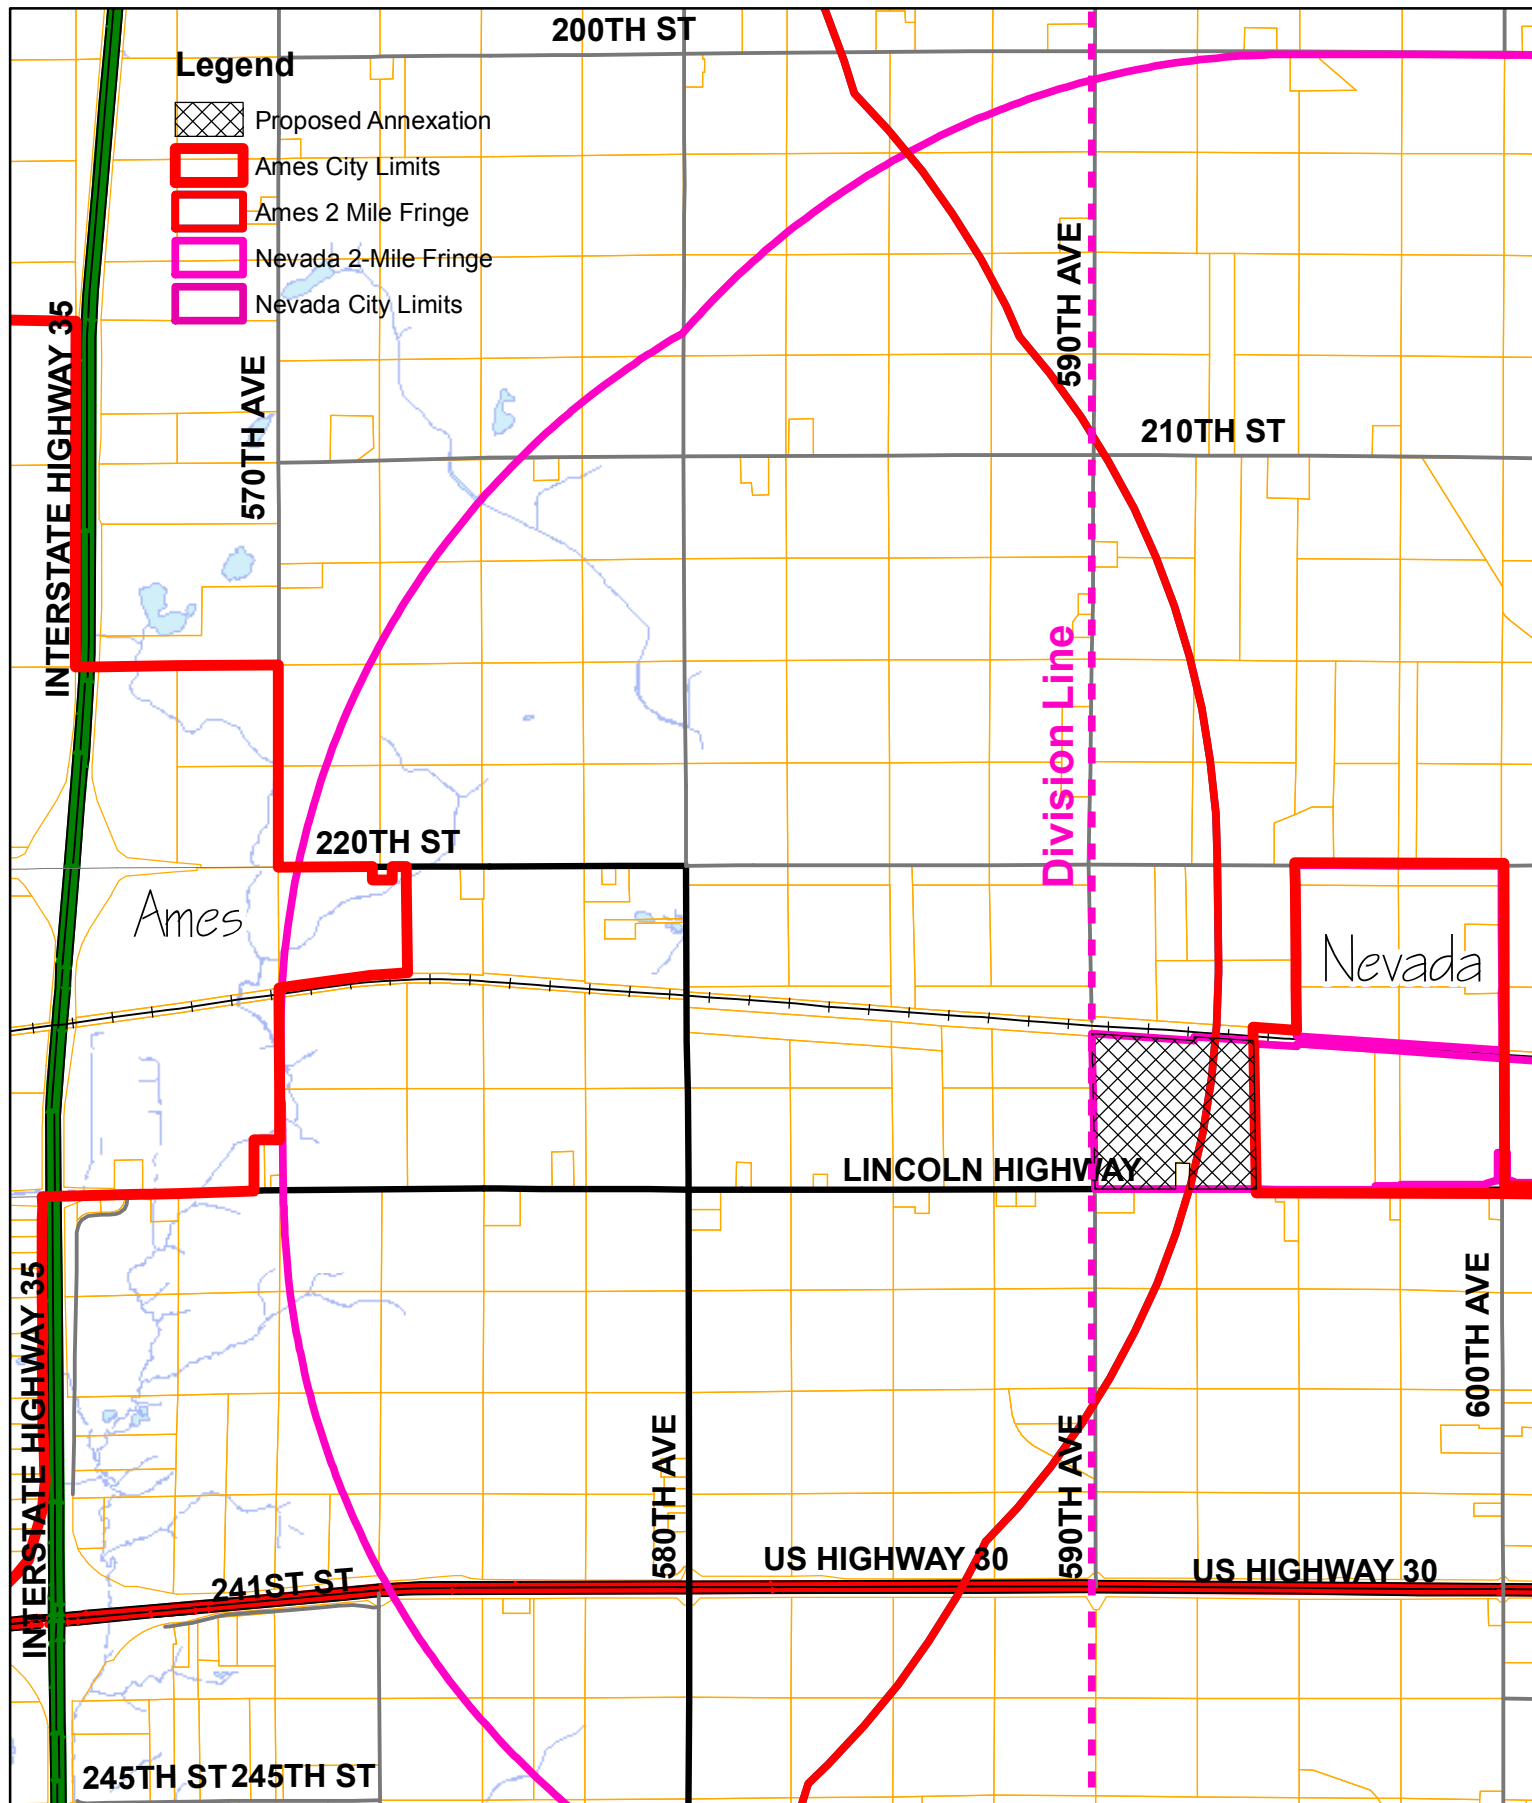 200TH ST
Legend
Proposed Annexation
Ames City Limits
Ames 2 Mile Fringe
Nevada 2-Mile Fringe
Nevada City Limits
INTERSTATE HIGHWAY 35
570TH AVE
590TH AVE
210TH ST
Division Line
220TH ST
Ames
Nevada
LINCOLN HIGHWAY
INTERSTATE HIGHWAY 35
580TH AVE
590TH AVE
600TH AVE
241ST ST
US HIGHWAY 30
US HIGHWAY 30
245TH ST
245TH ST